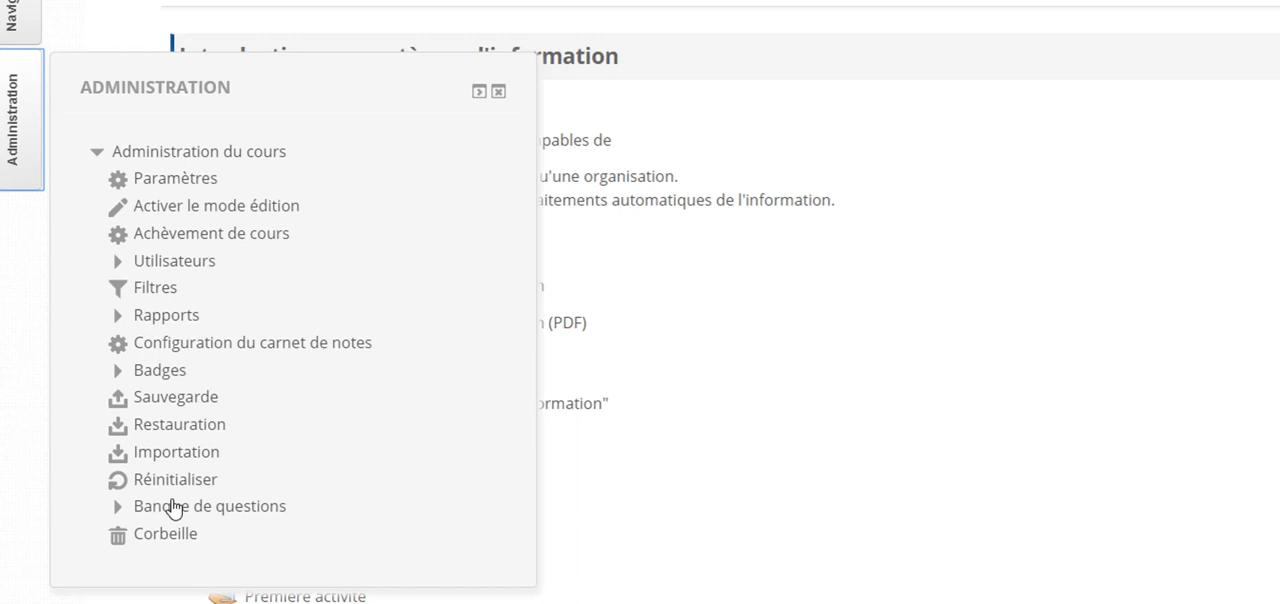 Administration
rmation
ADMINISTRATION
Administration du cours
pables de
Paramètres
u'une organisation.
Activer le mode édition
aitements automatiques de l'information.
Achèvement de cours
Utilisateurs
Filtres
Rapports
(PDF)
Configuration du carnet de notes
Badges
Sauvegarde
ormation"
Restauration
Importation
Réinitialiser
Banque de questions
Corbeille
Première activité